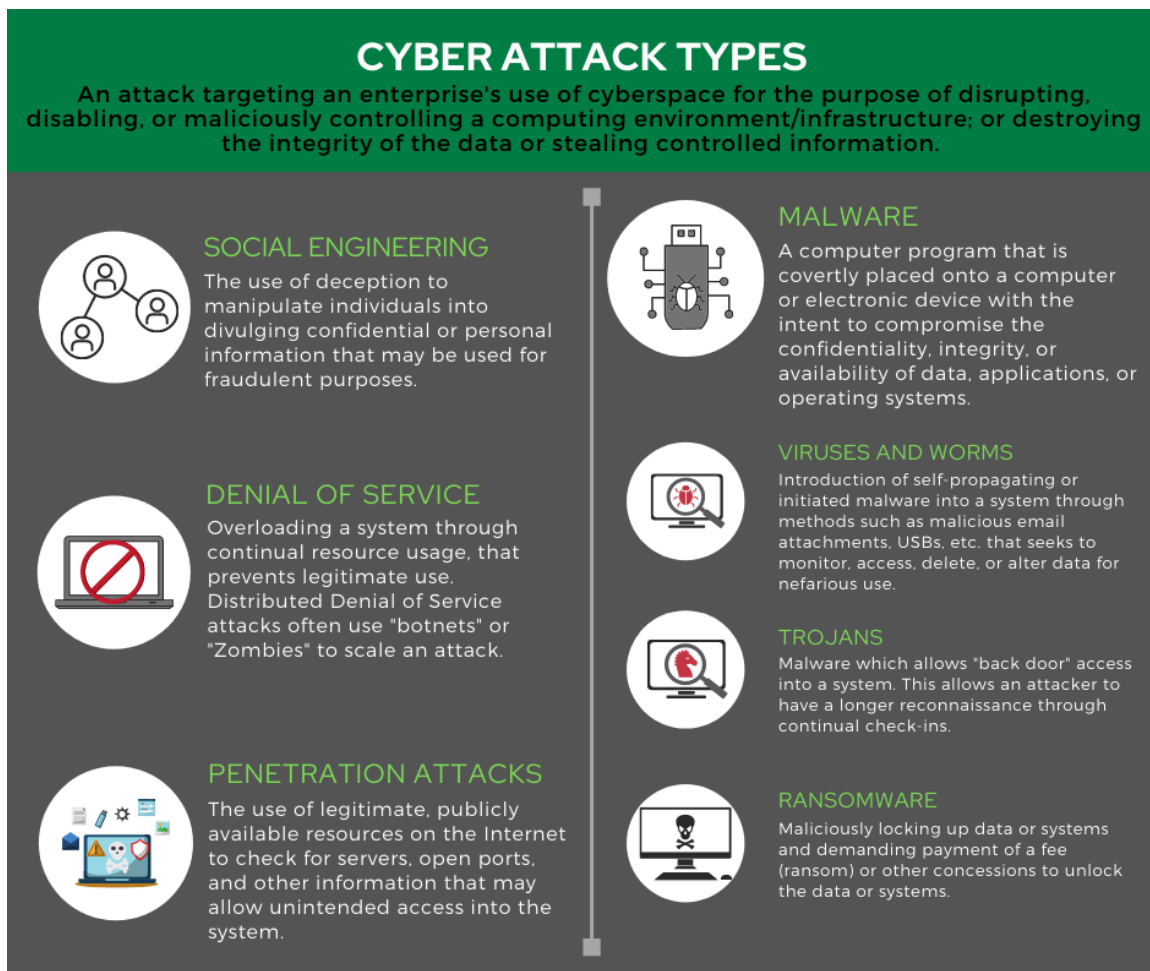 CYBER ATTACK TYPES
An attack targeting an enterprise's use of cyberspace for the purpose of disrupting,
disabling, or maliciously controlling a computing environment/infrastructure; or destroying
the integrity of the data or stealing controlled information.
SOCIAL ENGINEERING
The use of deception to
manipulate individuals into
divulging confidential or personal
information that may be used for
fraudulent purposes.
DENIAL OF SERVICE
Overloading a system through
continual resource usage, that
prevents legitimate use.
Distributed Denial of Service
attacks often use "botnets" or
"Zombies" to scale an attack.
PENETRATION ATTACKS
The use of legitimate, publicly
available resources on the Internet
to check for servers, open ports,
and other information that may
allow unintended access into the
system.
MALWARE
A computer program that is
covertly placed onto a computer
or electronic device with the
intent to compromise the
confidentiality, integrity, or
availability of data, applications, or
operating systems.
VIRUSES AND WORMS
Introduction of self-propagating or
initiated malware into a system through
methods such as malicious email
attachments, USBs, etc. that seeks to
monitor, access, delete, or alter data for
nefarious use.
TROJANS
Malware which allows "back door" access
into a system. This allows an attacker to
have a longer reconnaissance through
continual check-ins.
RANSOMWARE
Maliciously locking up data or systems
and demanding payment of a fee
(ransom) or other concessions to unlock
the data or systems.